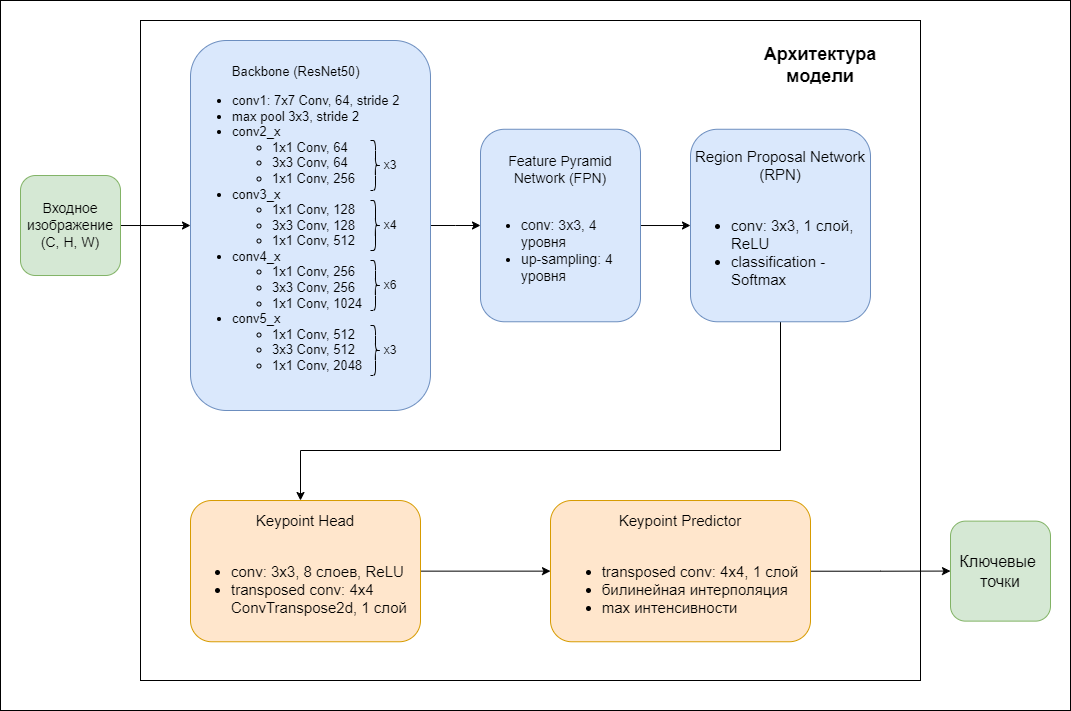 Архитектура
модели
Backbone (ResNet50)
conv1: 7x7 Conv, 64, stride 2
max pool 3x3, stride 2
conv2_x
1x1 Conv, 64
3x3 Conv, 64
1x1 Conv, 256
x3
conv3_x
1x1 Conv, 128
3x3 Conv, 128
1x1 Conv, 512
x4
conv4_x
1x1 Conv, 256
3x3 Conv, 256
1x1 Conv, 1024
x6
conv5_x
1x1 Conv, 512
3x3 Conv, 512
1x1 Conv, 2048
x3
Входное
изображение
(C, H, W)
Feature Pyramid
Network (FPN)
conv: 3x3, 4
уровня
up-sampling: 4
уровня
Region Proposal Network
(RPN)
conv: 3x3, 1 слой,
ReLU
classification -
Softmax
Keypoint Head
conv: 3x3, 8 слоев, ReLU
transposed conv: 4x4
ConvTranspose2d, 1 слой
Keypoint Predictor
transposed conv: 4x4, 1 слой
билинейная интерполяция
max интенсивности
Ключевые
точки